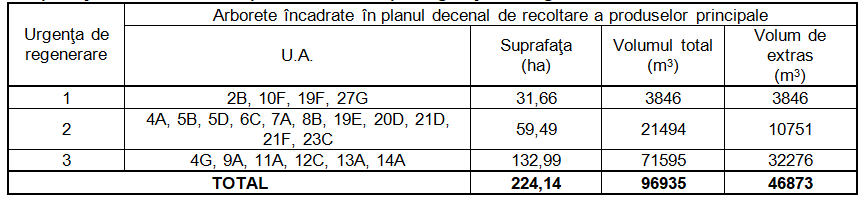 Arborete încadrate în planul decenal de recoltare a produselor principale
Urgenţa de
regenerare
U.A.
Suprafaţa
(ha)
Volumul total
(m³)
Volum de
extras
(m³)
1 2B, 10F, 19F, 27G 31,66 3846 3846
2 4A, 5B, 5D, 6C, 7A, 8B, 19E, 20D, 21D,
21F, 23C 59,49 21494 10751
3 4G, 9A, 11A, 12C, 13A, 14A 132,99 71595 32276
TOTAL 224,14 96935 46873